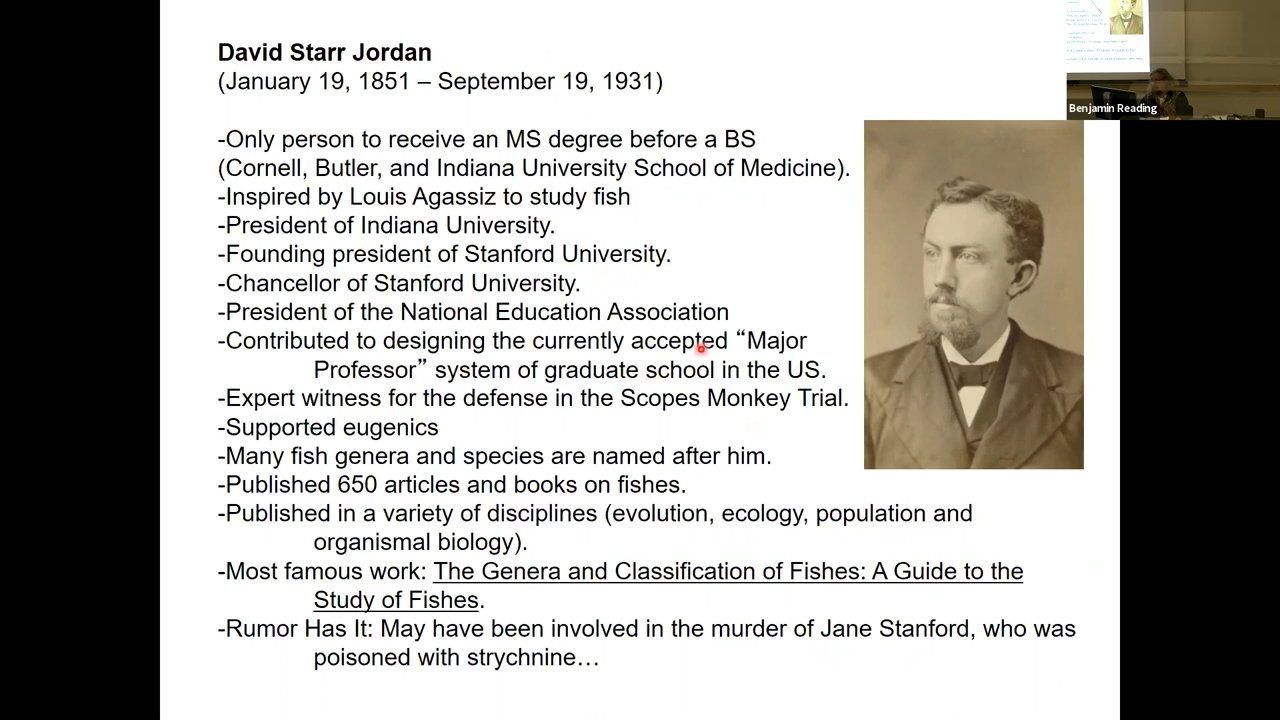 David Starr Jordan
(January 19, 1851 – September 19, 1931)
-Only person to receive an MS degree before a BS
(Cornell, Butler, and Indiana University School of Medicine).
-Inspired by Louis Agassiz to study fish
-President of Indiana University.
-Founding president of Stanford University.
-Chancellor of Stanford University.
-President of the National Education Association
-Contributed to designing the currently accepted “Major
Professor” system of graduate school in the US.
-Expert witness for the defense in the Scopes Monkey Trial.
-Supported eugenics
-Many fish genera and species are named after him.
-Published 650 articles and books on fishes.
-Published in a variety of disciplines (evolution, ecology, population and
organismal biology).
-Most famous work: The Genera and Classification of Fishes: A Guide to the
Study of Fishes.
-Rumor Has It: May have been involved in the murder of Jane Stanford, who was
poisoned with strychnine…
Benjamin Reading